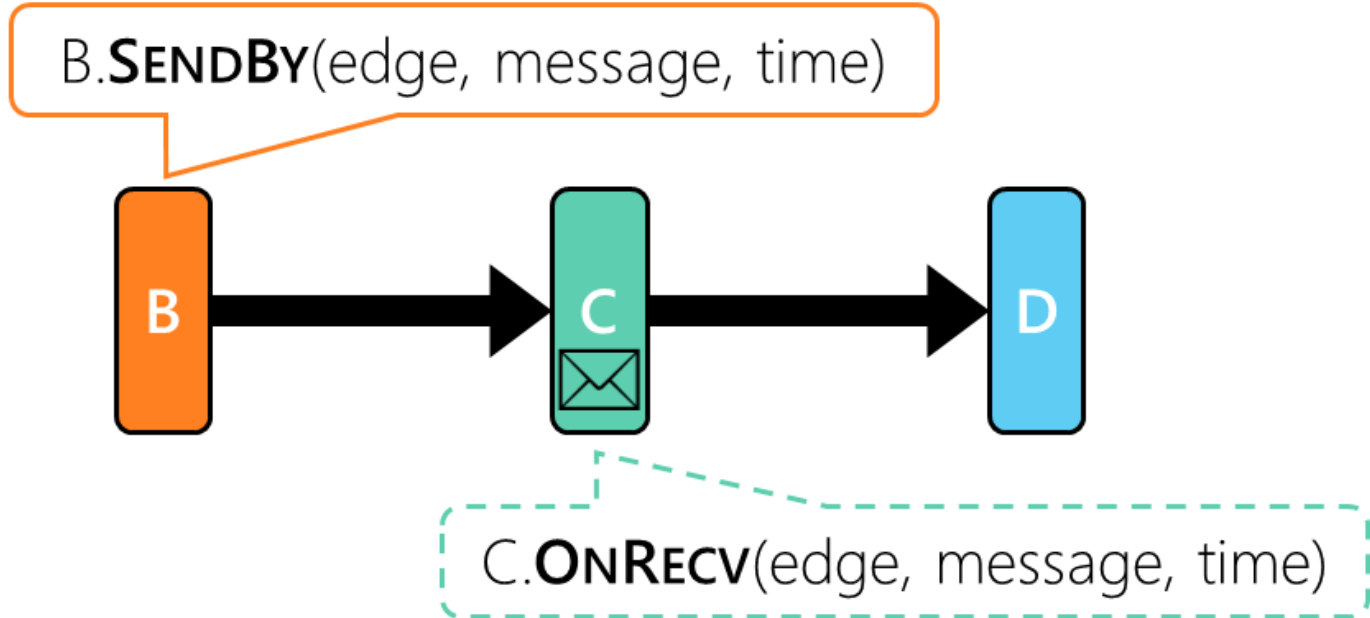 B.SENDBY(edge, message, time)
B
C
D
C.ONRECV(edge, message, time)